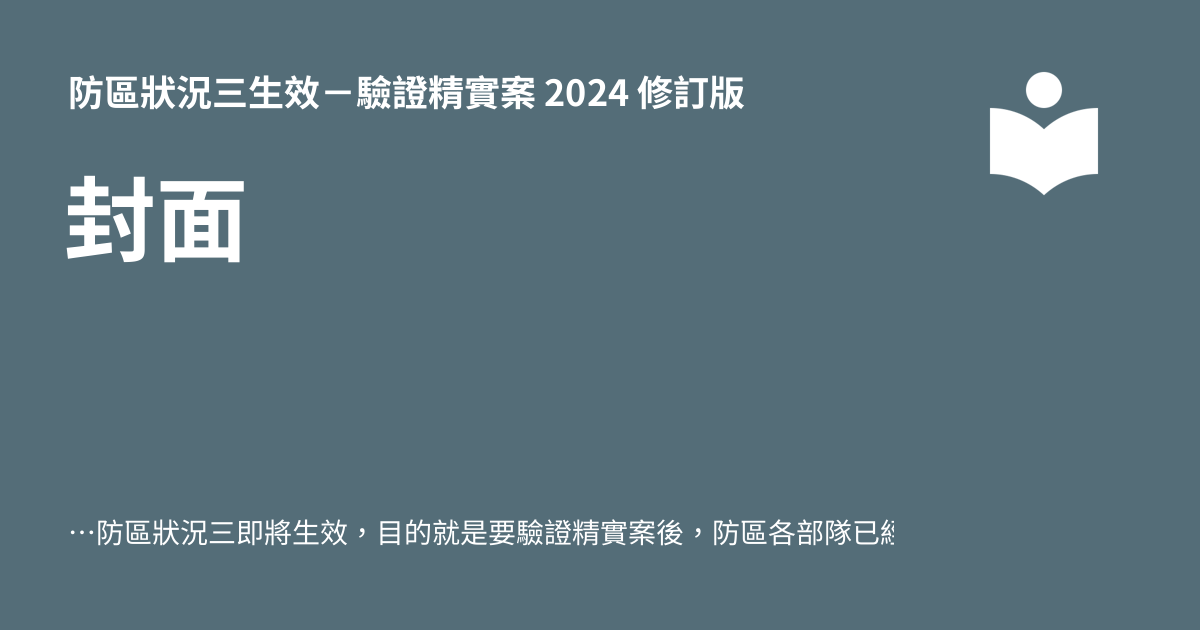 防區狀況三生效－驗證精實案 2024 修訂版
封面
…防區狀況三即將生效，目的就是要驗證精實案後，防區各部隊已